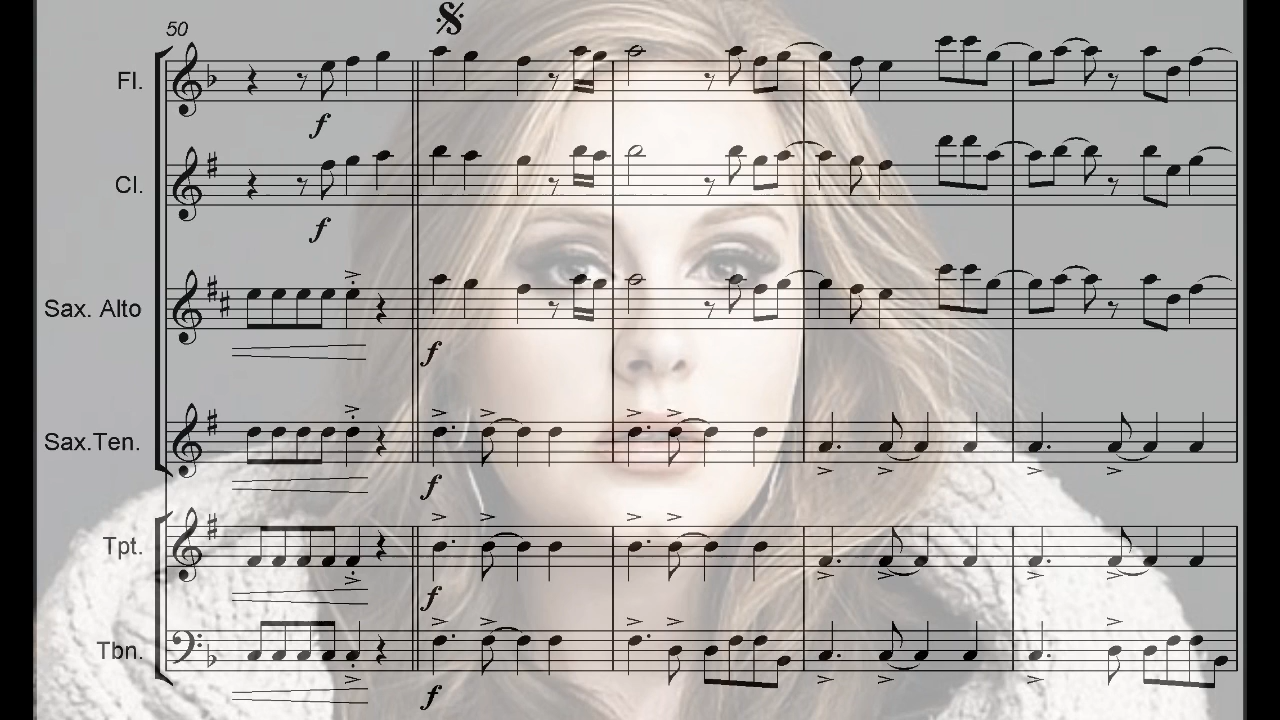 50
Fl.
f
Cl.
f
Sax. Alto
f
Sax.Ten.
f
Tpt.
f
Tbn.
f